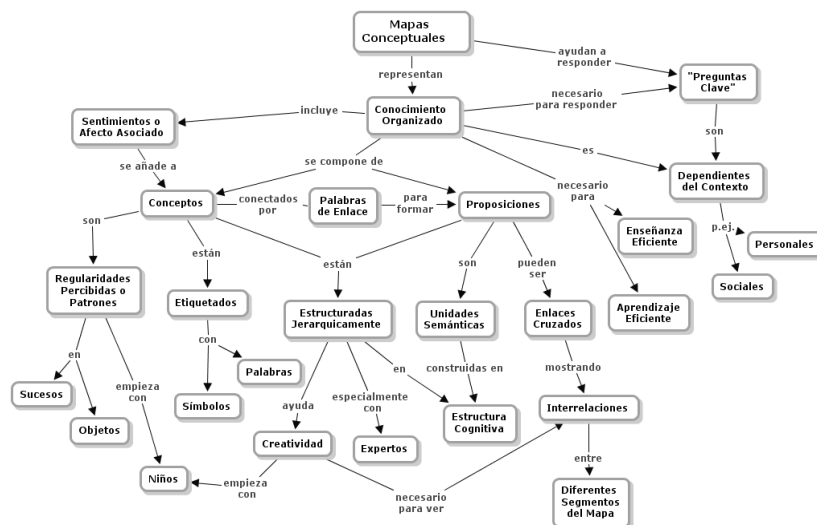 Mapas
Conceptuales
ayudan a
responder
representan
"Preguntas
Clave"
necesario
para responder
Conocimiento
Organizado
incluye
Sentimientos o
Afecto Asociado
son
es
se añade a
se compone de
Dependientes
del Contexto
necesario
para
Conceptos
conectados
por
Palabras
de Enlace
para
formar
Proposiciones
Enseñanza
Eficiente
p.ej.
Personales
son
están
están
son
pueden
ser
Regularidades
Percibidas o
Patrones
Etiquetados
Estructuradas
Jerarquicamente
Unidades
Semánticas
Enlaces
Cruzados
Aprendizaje
Eficiente
Sociales
en
con
en
construidas en
mostrando
Sucesos
Objetos
empieza
con
Palabras
Símbolos
ayuda
especialmente
con
Estructura
Cognitiva
Interrelaciones
Creatividad
Expertos
Niños
empieza
con
necesario
para ver
entre
Diferentes
Segmentos
del Mapa